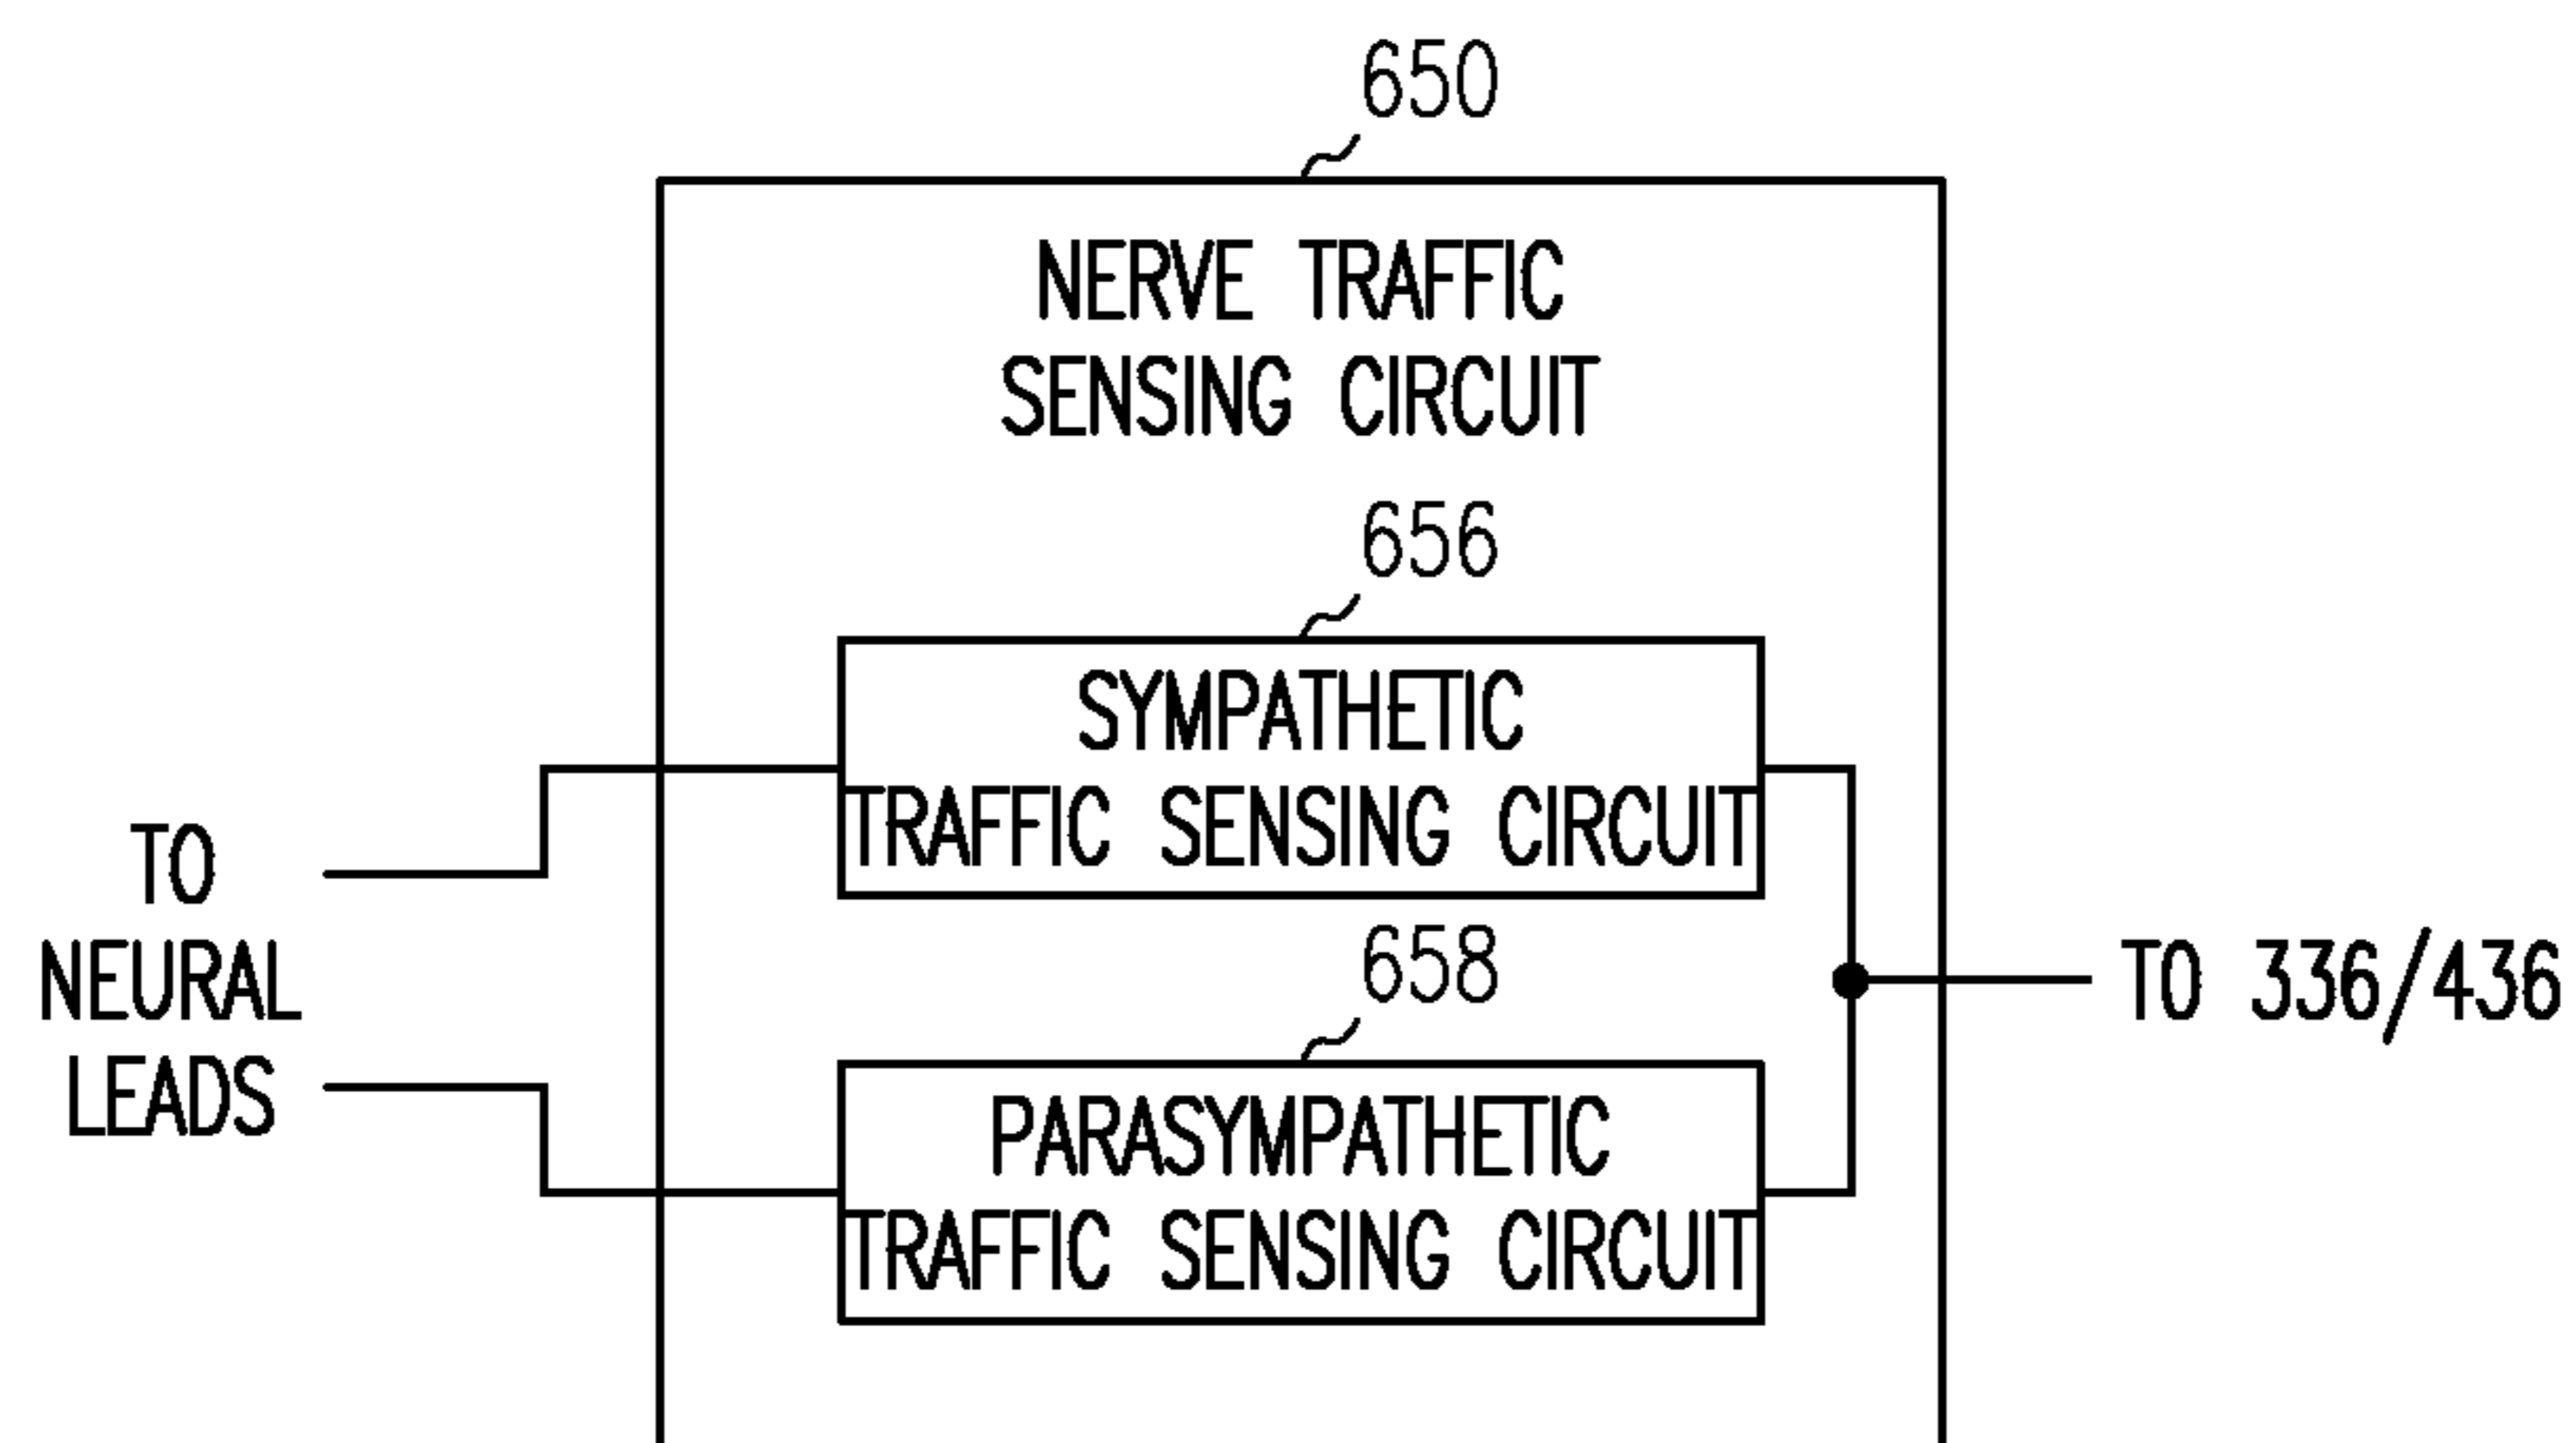 650
NERVE TRAFFIC
SENSING CIRCUIT
656
SYMPATHETIC
TRAFFIC SENSING CIRCUIT
TO
NEURAL
LEADS
658
PARASYMPATHETIC
TRAFFIC SENSING CIRCUIT
TO 336/436